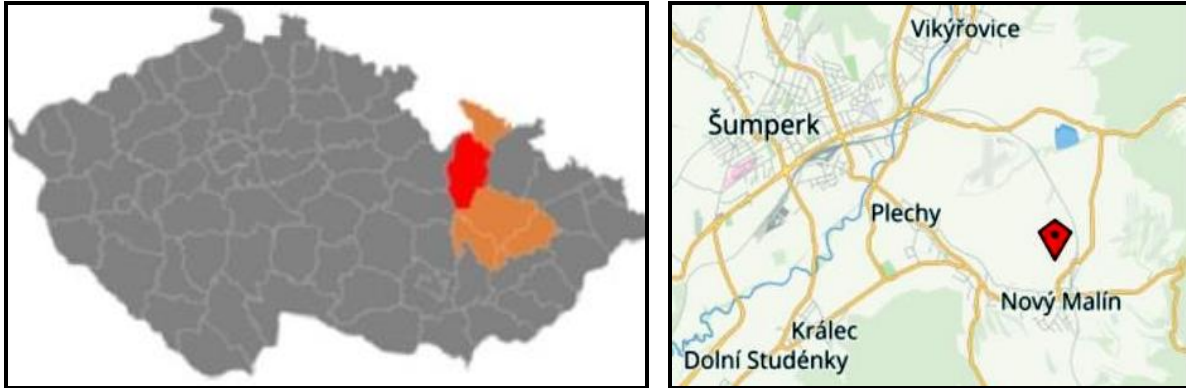 Vikýřovice
Šumperk
Plechy
Nový Malín
Králec
Dolní Studénky